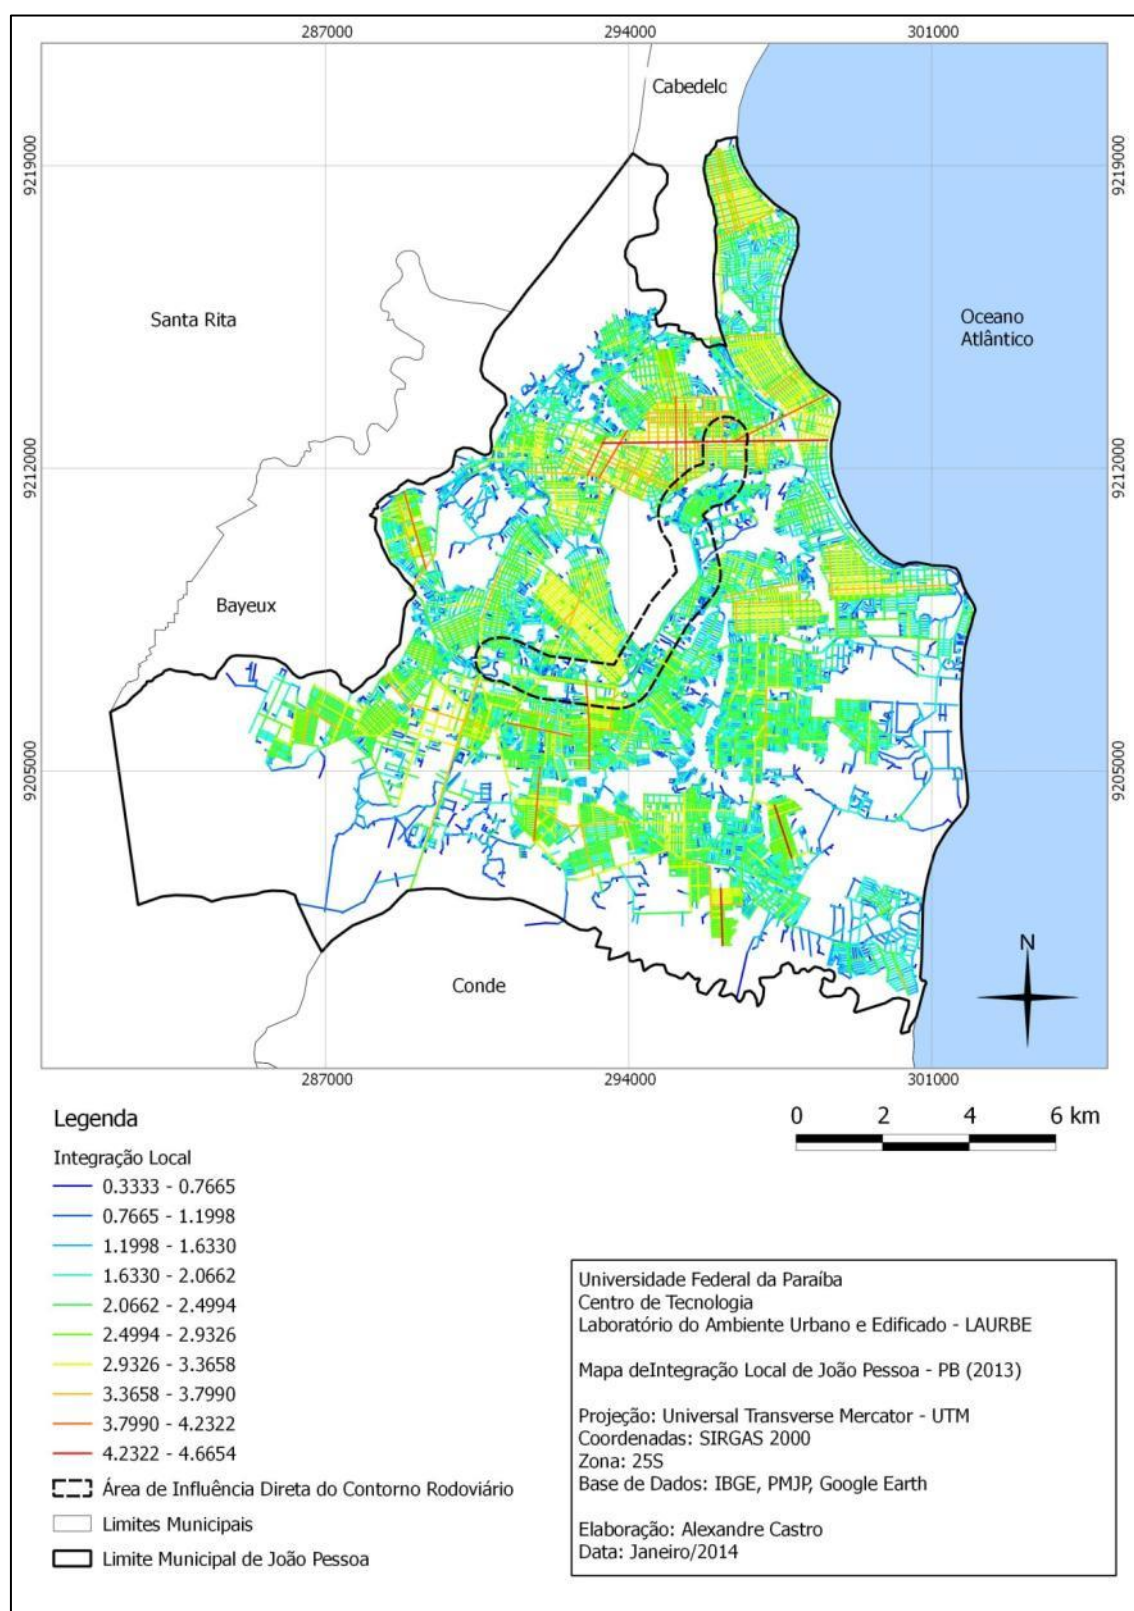 287000
294000
301000
Cabedelo
9219000
9219000
Santa Rita
Oceano
Atlântico
9212000
9212000
Bayeux
9205000
9205000
Conde
N
287000
294000
301000
Legenda
0 2 4 6 km
Integração Local
0.3333 - 0.7665
0.7665 - 1.1998
1.1998 - 1.6330
1.6330 - 2.0662
2.0662 - 2.4994
2.4994 - 2.9326
2.9326 - 3.3658
3.3658 - 3.7990
3.7990 - 4.2322
4.2322 - 4.6654
Área de Influência Direta do Contorno Rodoviário
Limites Municipais
Limite Municipal de João Pessoa
Universidade Federal da Paraíba
Centro de Tecnologia
Laboratório do Ambiente Urbano e Edificado - LAURBE
Mapa deIntegração Local de João Pessoa - PB (2013)
Projeção: Universal Transverse Mercator - UTM
Coordenadas: SIRGAS 2000
Zona: 25S
Base de Dados: IBGE, PMJP, Google Earth
Elaboração: Alexandre Castro
Data: Janeiro/2014